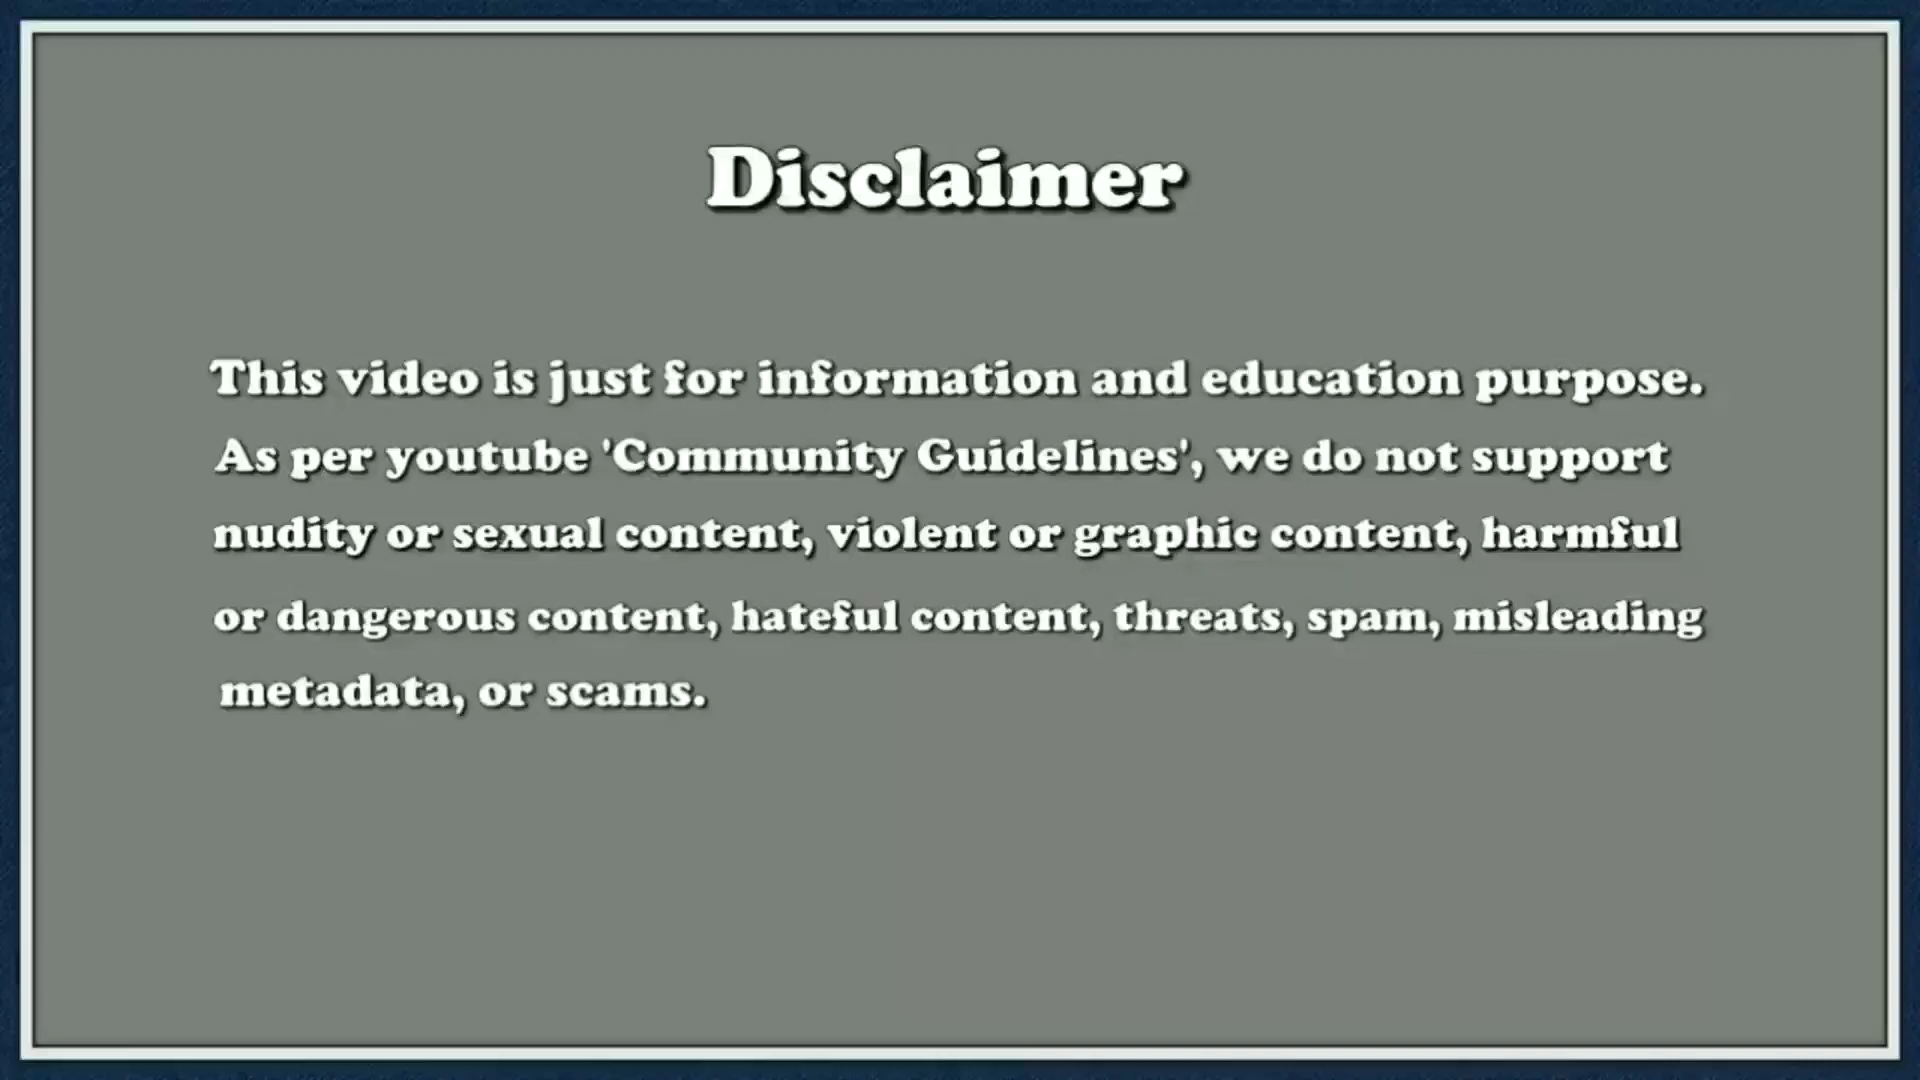 Disclaimer
This video is just for information and education purpose.
As per youtube 'Community Guidelines', we do not support
nudity or sexual content, violent or graphic content, harmful
or dangerous content, hateful content, threats, spam, misleading
metadata, or scams.